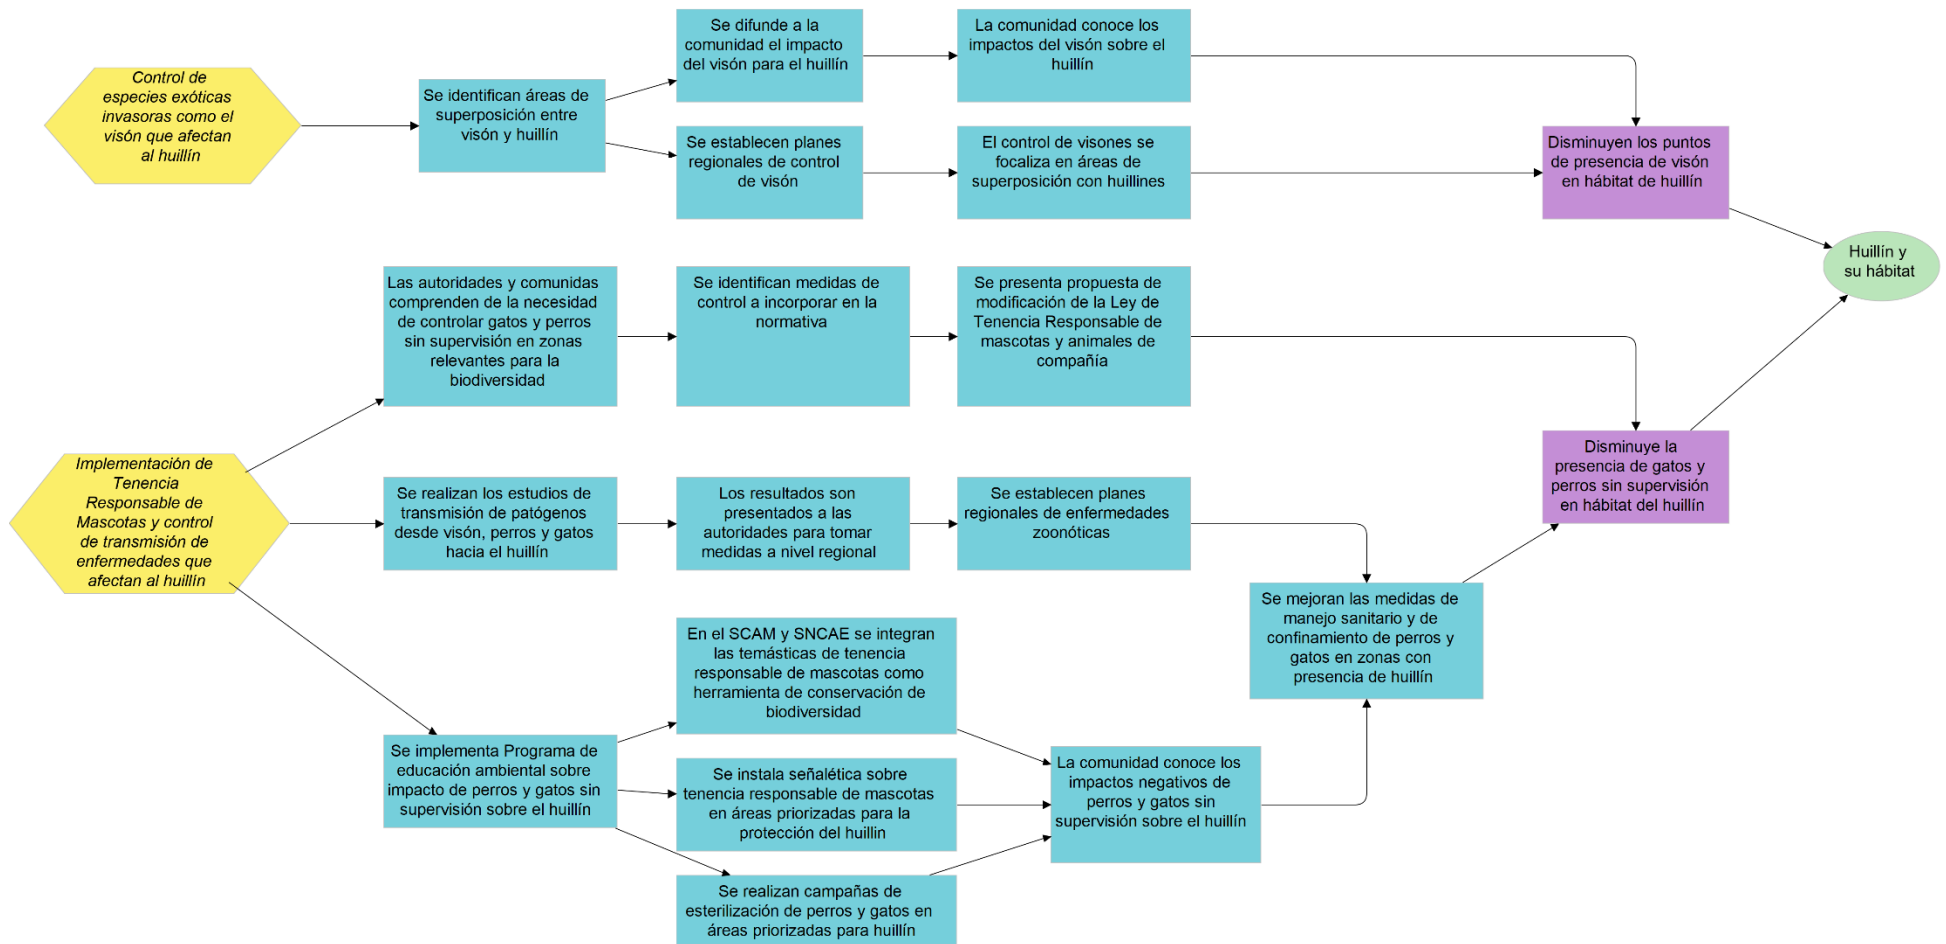 Control de
especies exóticas
invasoras como el
visón que afectan
al huillín
Se identifican áreas de
superposición entre
visón y huillín
Se difunde a la
comunidad el impacto
del visón para el huillín
La comunidad conoce los
impactos del visón sobre el
huillín
Se establecen planes
regionales de control
de visón
El control de visones se
focaliza en áreas de
superposición con huillines
Disminuyen los puntos
de presencia de visón
en hábitat de huillín
Huillín y
su hábitat
Implementación de
Tenencia
Responsable de
Mascotas y control
de transmisión de
enfermedades que
afectan al huillín
Las autoridades y comunidas
comprenden de la necesidad
de controlar gatos y perros
sin supervisión en zonas
relevantes para la
biodiversidad
Se identifican medidas de
control a incorporar en la
normativa
Se presenta propuesta de
modificación de la Ley de
Tenencia Responsable de
mascotas y animales de
compañía
Disminuye la
presencia de gatos y
perros sin supervisión
en hábitat del huillín
Se realizan los estudios de
transmisión de patógenos
desde visón, perros y gatos
hacia el huillín
Los resultados son
presentados a las
autoridades para tomar
medidas a nivel regional
Se establecen planes
regionales de enfermedades
zoonóticas
Se mejoran las medidas de
manejo sanitario y de
confinamiento de perros y
gatos en zonas con
presencia de huillín
Se implementa Programa de
educación ambiental sobre
impacto de perros y gatos sin
supervisión sobre el huillín
En el SCAM y SNCAE se integran
las temásticas de tenencia
responsable de mascotas como
herramienta de conservación de
biodiversidad
Se instala señalética sobre
tenencia responsable de mascotas
en áreas priorizadas para la
protección del huillin
Se realizan campañas de
esterilización de perros y gatos en
áreas priorizadas para huillín
La comunidad conoce los
impactos negativos de
perros y gatos sin
supervisión sobre el huillín